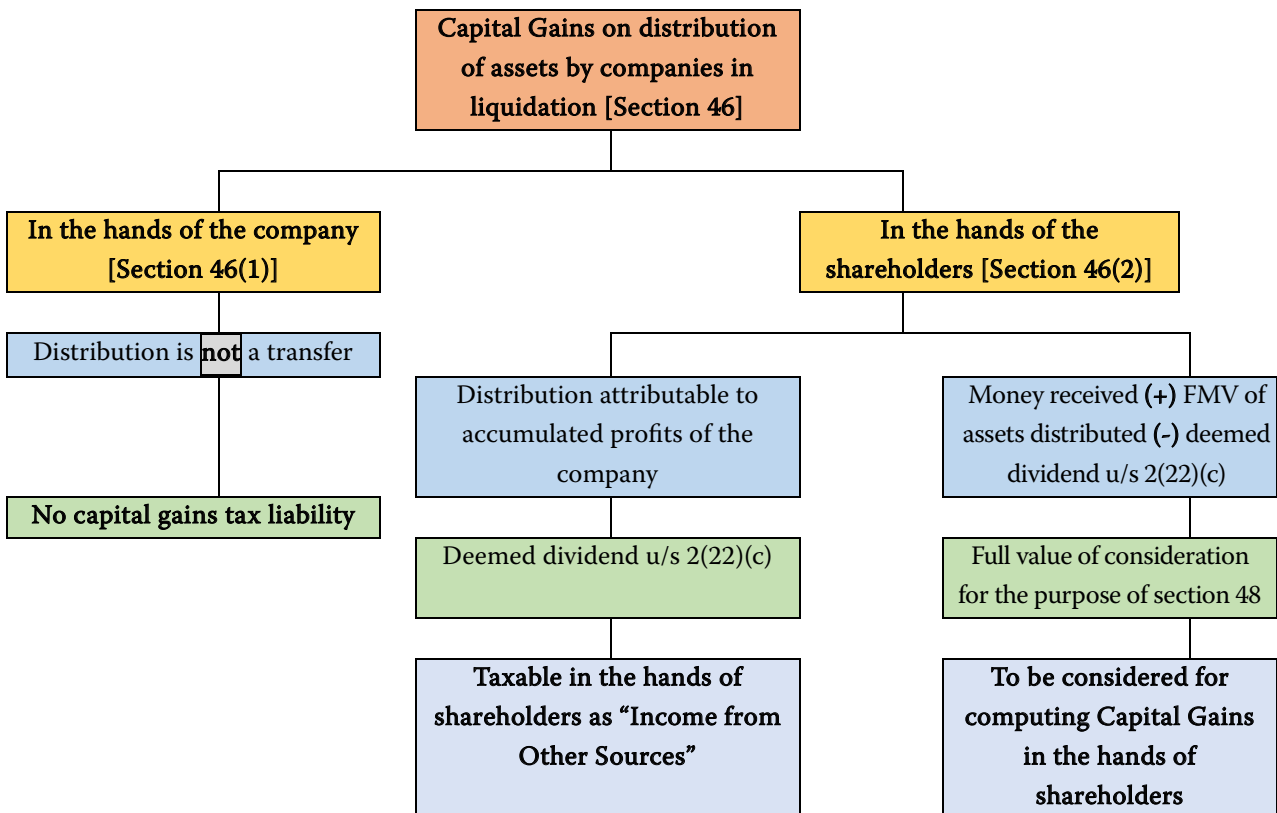 Capital Gains on distribution
of assets by companies in
liquidation [Section 46]
In the hands of the company
[Section 46(1)]
Distribution is not a transfer
No capital gains tax liability
In the hands of the
shareholders [Section 46(2)]
Distribution attributable to
accumulated profits of the
company
Deemed dividend u/s 2(22)(c)
Taxable in the hands of
shareholders as “Income from
Other Sources”
Money received (+) FMV of
assets distributed (-) deemed
dividend u/s 2(22)(c)
Full value of consideration
for the purpose of section 48
To be considered for
computing Capital Gains
in the hands of
shareholders